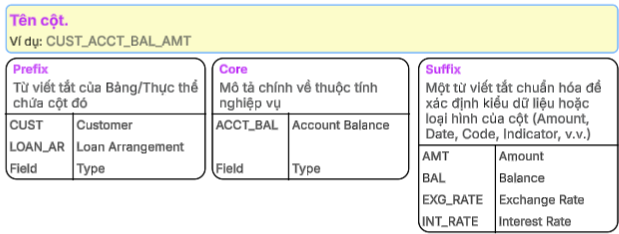 Tên cột.
Ví dụ: CUST_ACCT_BAL_AMT
Prefix
Từ viết tắt của Bảng/Thực thể
chứa cột đó
CUST Customer
LOAN_AR Loan Arrangement
Field Type
Core
Mô tả chính về thuộc tính
nghiệp vụ
ACCT_BAL Account Balance
Field Type
Suffix
Một từ viết tắt chuẩn hóa để
xác định kiểu dữ liệu hoặc
loại hình của cột (Amount,
Date, Code, Indicator, v.v.)
AMT Amount
BAL Balance
EXG_RATE Exchange Rate
INT_RATE Interest Rate